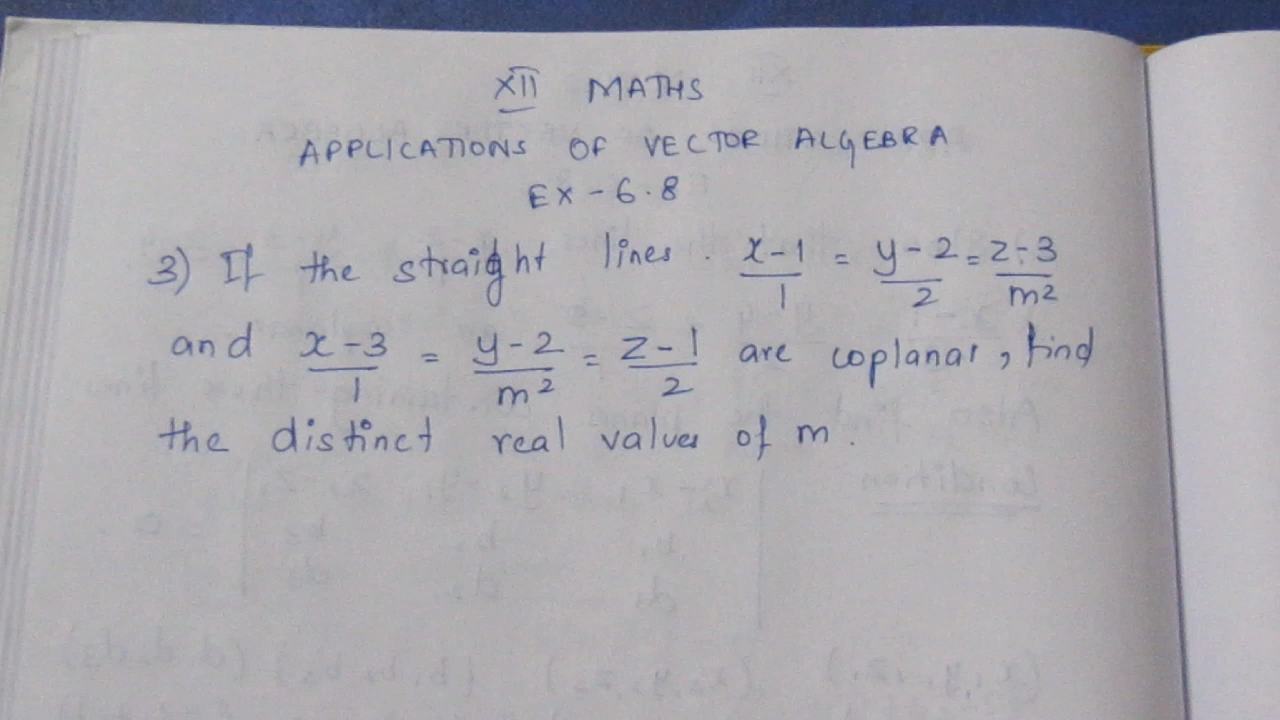 XII MATHS
APPLICATIONS OF VECTOR ALGEBRA
EX - 6.8
3) If the straight lines. x-1/1 = y-2/2 = z-3/m²
and x-3/1 = y-2/m² = z-1/2 are coplanar, find
the distinct real values of m.